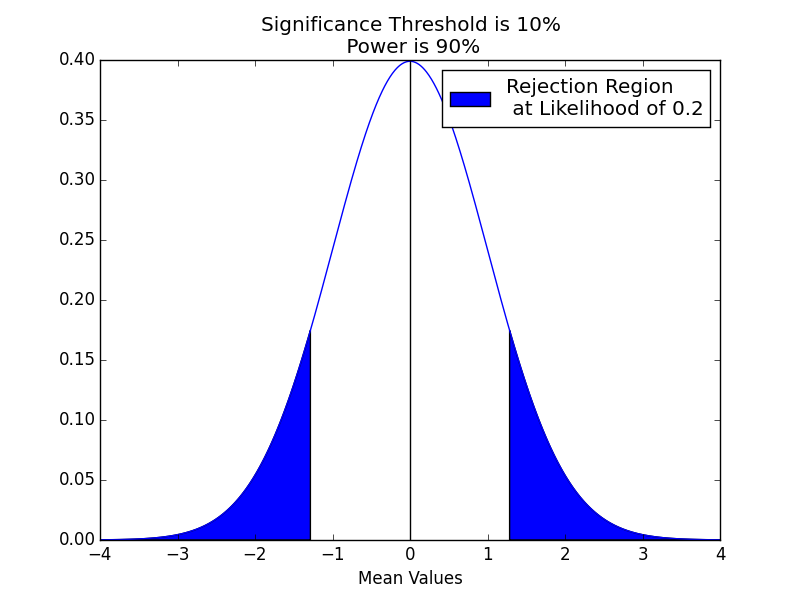 Significance Threshold is 10%
Power is 90%
0.40
Rejection Region
at Likelihood of 0.2
0.35
0.30
0.25
0.20
0.15
0.10
0.05
0.00
−4 −3 −2 −1 0 1 2 3 4
Mean Values